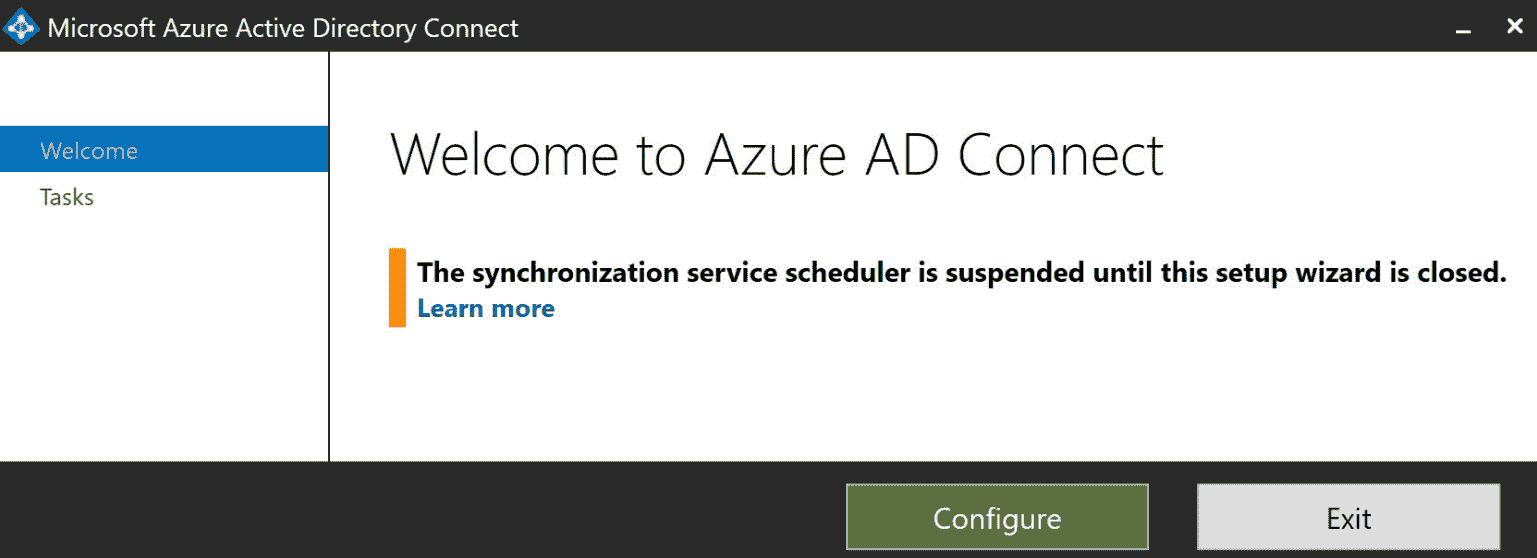 Microsoft Azure Active Directory Connect
Welcome
Tasks
Welcome to Azure AD Connect
The synchronization service scheduler is suspended until this setup wizard is closed.
Learn more
Configure
Exit